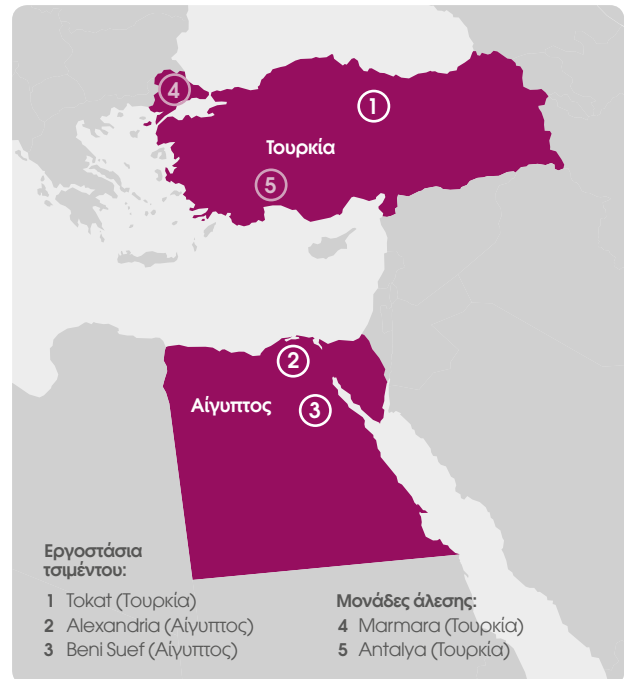 4
1
Τουρκία
5
2
Αίγυπτος
3
Εργοστάσια
τσιμέντου:
1 Tokat (Τουρκία)
2 Alexandria (Αίγυπτος)
3 Beni Suef (Αίγυπτος)
Μονάδες άλεσης:
4 Marmara (Τουρκία)
5 Antalya (Τουρκία)